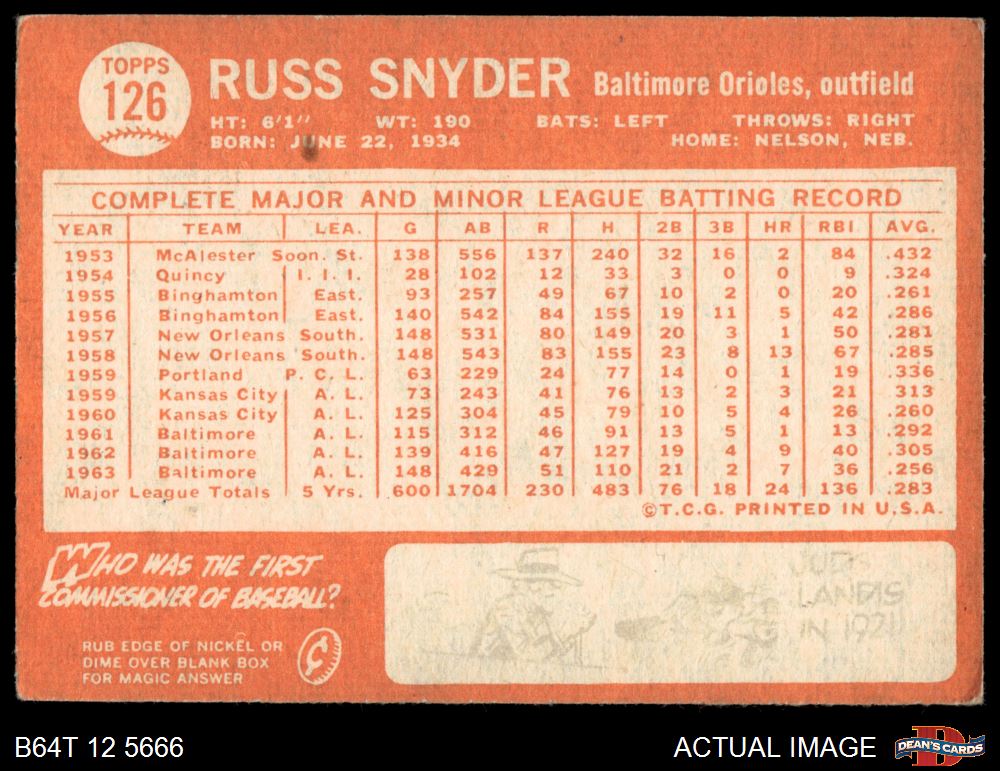 TOPPS
126
RUSS SNYDER Baltimore Orioles, outfield
HT: 6'1" WT: 190 BATS: LEFT THROWS: RIGHT
BORN: JUNE 22, 1934 HOME: NELSON, NEB.
COMPLETE MAJOR AND MINOR LEAGUE BATTING RECORD
YEAR TEAM LEA. G AB R H 2B 3B HR RBI AVG.
1953 McAlester Soon. St. 138 556 137 240 32 16 2 84 .432
1954 Quincy I. I. I. 28 102 12 33 3 0 0 9 .324
1955 Binghamton East. 93 257 49 67 10 2 0 20 .261
1956 Binghamton East. 140 542 84 155 19 11 5 42 .286
1957 New Orleans South. 148 531 80 149 20 3 1 50 .281
1958 New Orleans South. 148 543 83 155 23 8 13 67 .285
1959 Portland P. C. L. 63 229 24 77 14 0 1 19 .336
1959 Kansas City A. L. 73 243 41 76 13 2 3 21 .313
1960 Kansas City A. L. 125 304 45 79 10 5 4 26 .260
1961 Baltimore A. L. 115 312 46 91 13 5 1 13 .292
1962 Baltimore A. L. 139 416 47 127 19 4 9 40 .305
1963 Baltimore A. L. 148 429 51 110 21 2 7 36 .256
Major League Totals 5 Yrs. 600 1704 230 483 76 18 24 136 .283
©T.C.G. PRINTED IN U.S.A.
WHO WAS THE FIRST
COMMISSIONER OF BASEBALL?
RUB EDGE OF NICKEL OR
DIME OVER BLANK BOX
FOR MAGIC ANSWER
LANDIS
IN 1921
B64T 12 5666
ACTUAL IMAGE
DEAN'S CARDS